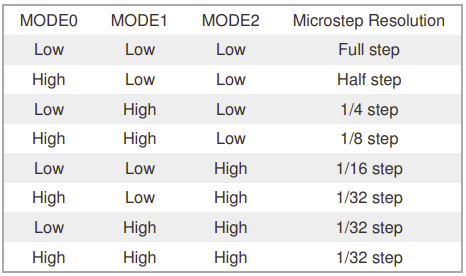 MODE0 MODE1 MODE2 Microstep Resolution
Low Low Low Full step
High Low Low Half step
Low High Low 1/4 step
High High Low 1/8 step
Low Low High 1/16 step
High Low High 1/32 step
Low High High 1/32 step
High High High 1/32 step